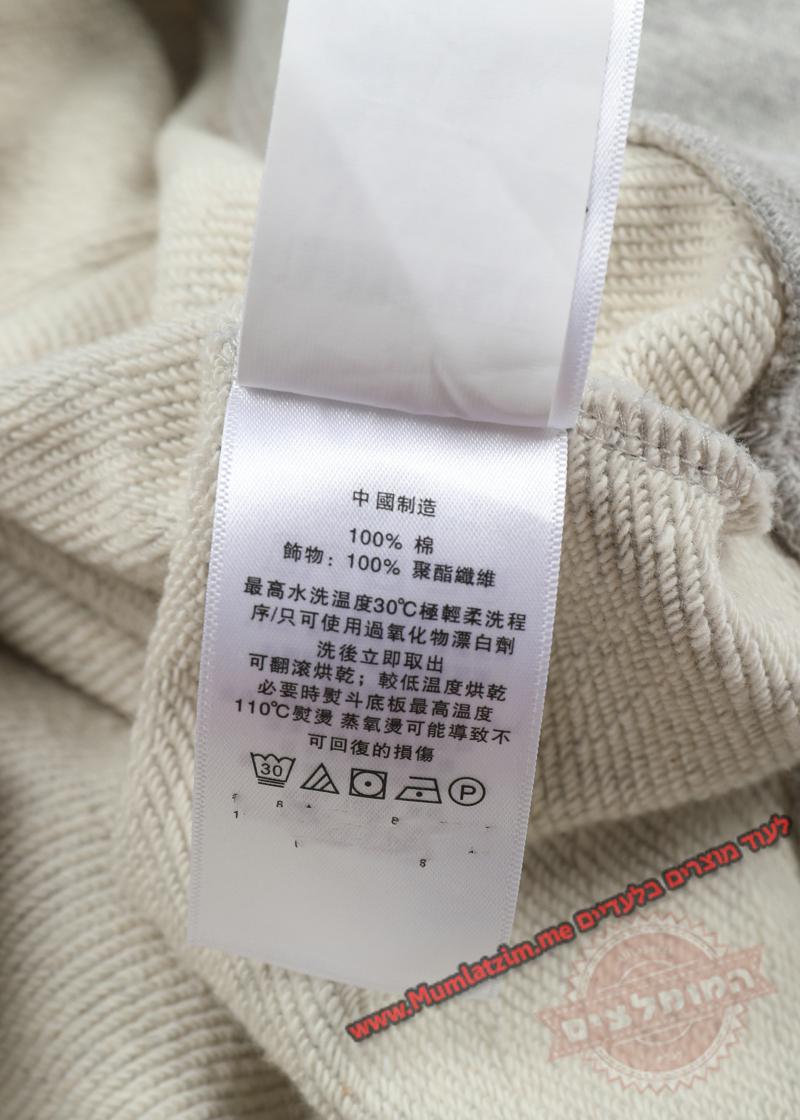 中國制造
100% 棉
飾物：100% 聚酯纖維
最高水洗温度30℃極輕柔洗程
序/只可使用過氧化物漂白劑
洗後立即取出
可翻滾烘乾；較低温度烘乾
必要時熨斗底板最高温度
110℃熨燙 蒸氣燙可能導致不
可回復的損傷
30 P
לעוד מוצרים בלעדיים www.Mumlatzim.me
המומלצים